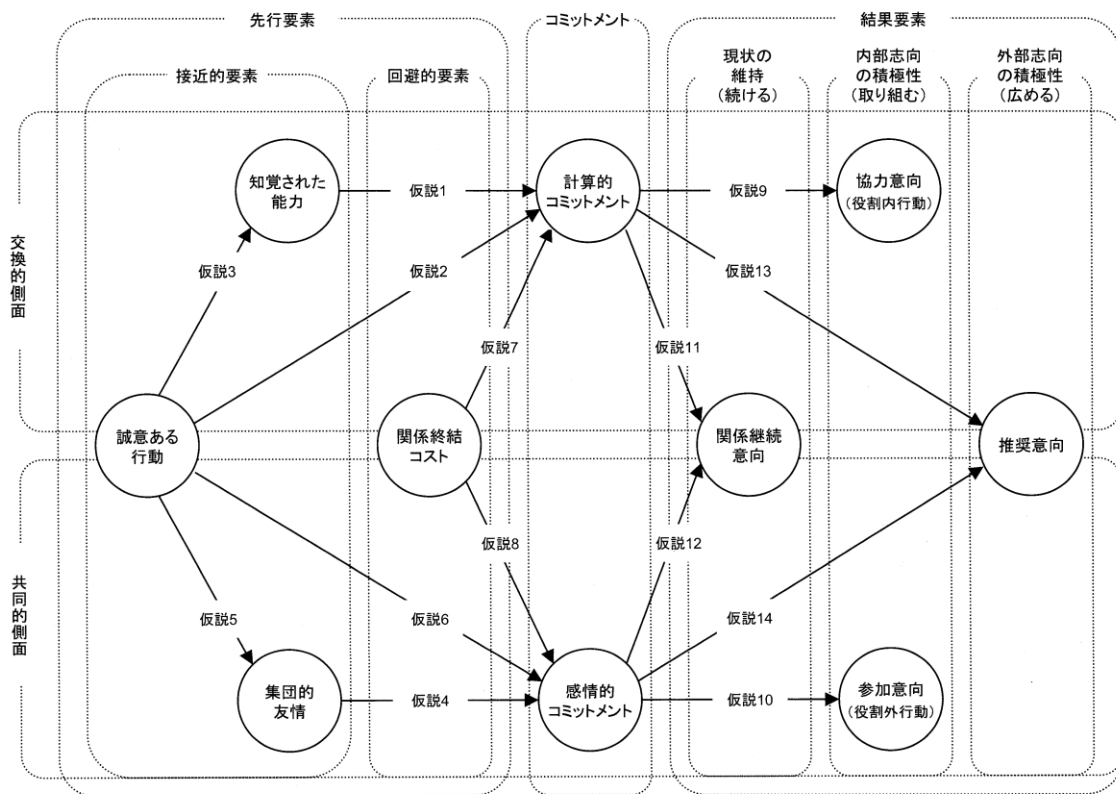 先行要素
コミットメント
結果要素
接近的要素
回避的要素
現状の
維持
(続ける)
内部志向
の積極性
(取り組む)
外部志向
の積極性
(広める)
交換的側面
知覚された
能力
仮説1
計算的
コミットメント
仮説9
協力意向
(役割内行動)
仮説3
仮説2
仮説13
仮説7
仮説11
誠意ある
行動
関係終結
コスト
関係継続
意向
推奨意向
共同的側面
仮説8
仮説12
仮説5
仮説6
仮説14
集団的
友情
仮説4
感情的
コミットメント
仮説10
参加意向
(役割外行動)